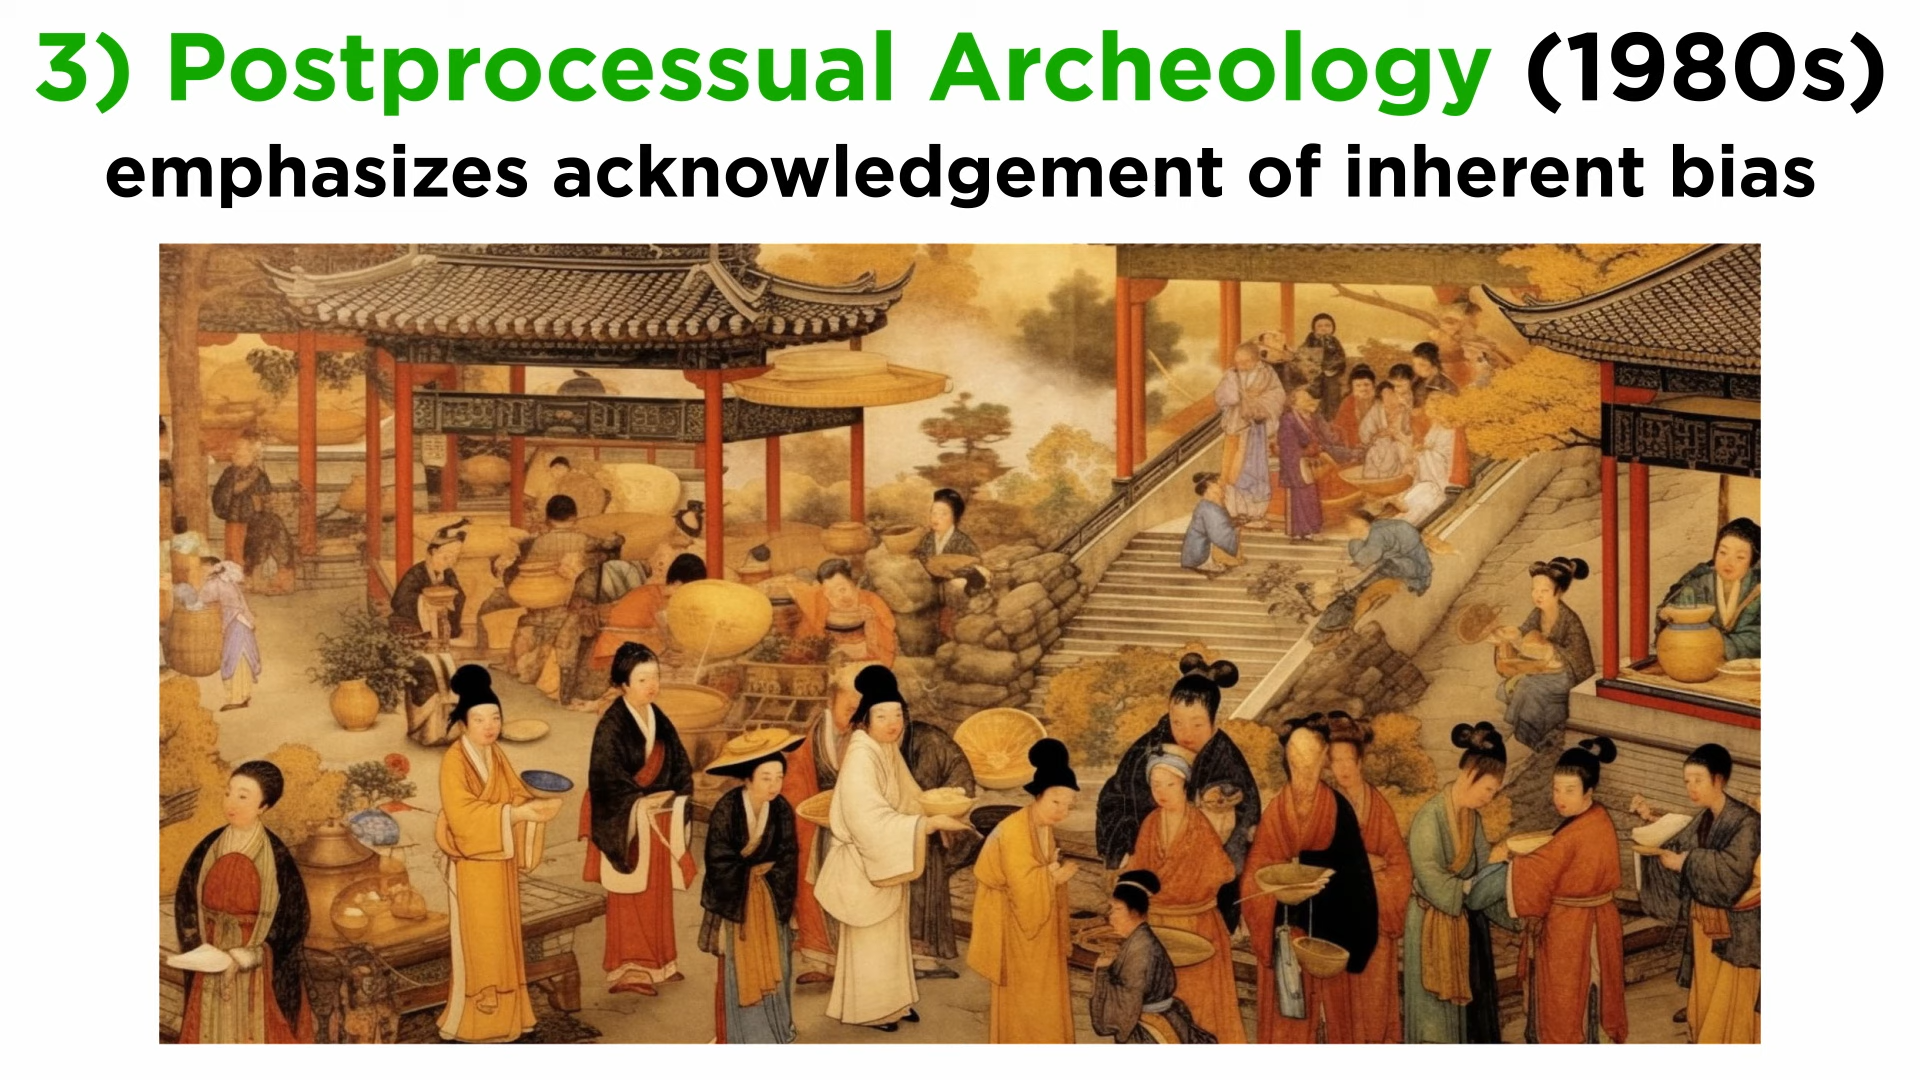 3) Postprocessual Archeology (1980s)
emphasizes acknowledgement of inherent bias